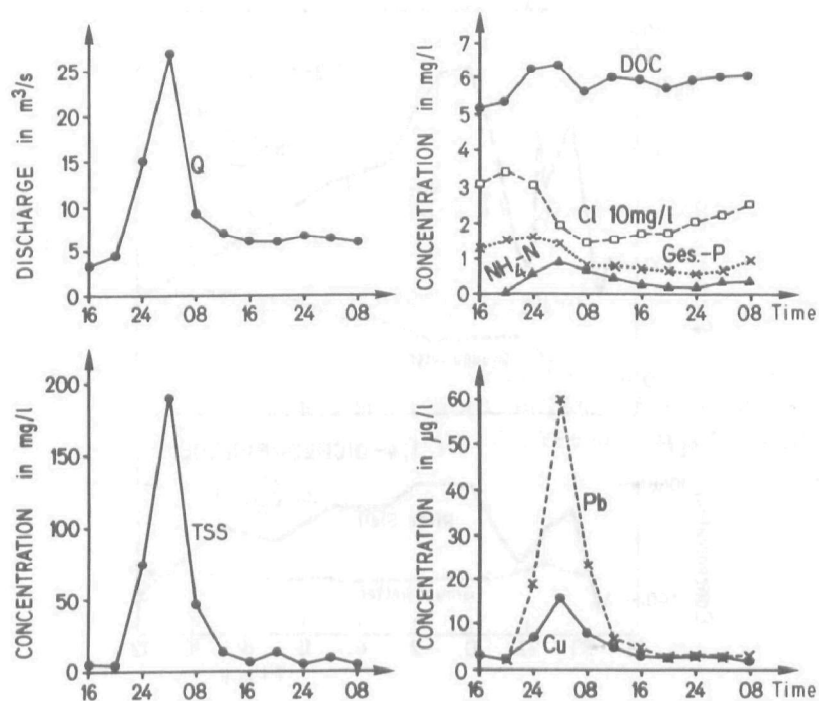 DISCHARGE in m³/s
25
20
15
10
5
0
Q
16 24 08 16 24 08
CONCENTRATION in mg/l
7
6
5
4
3
2
1
0
DOC
Cl 10mg/l
Ges.-P
NH₄-N
16 24 08 16 24 08 Time
CONCENTRATION in mg/l
200
150
100
50
0
TSS
16 24 08 16 24 08
CONCENTRATION in µg/l
60
50
40
30
20
10
0
Pb
Cu
16 24 08 16 24 08 Time